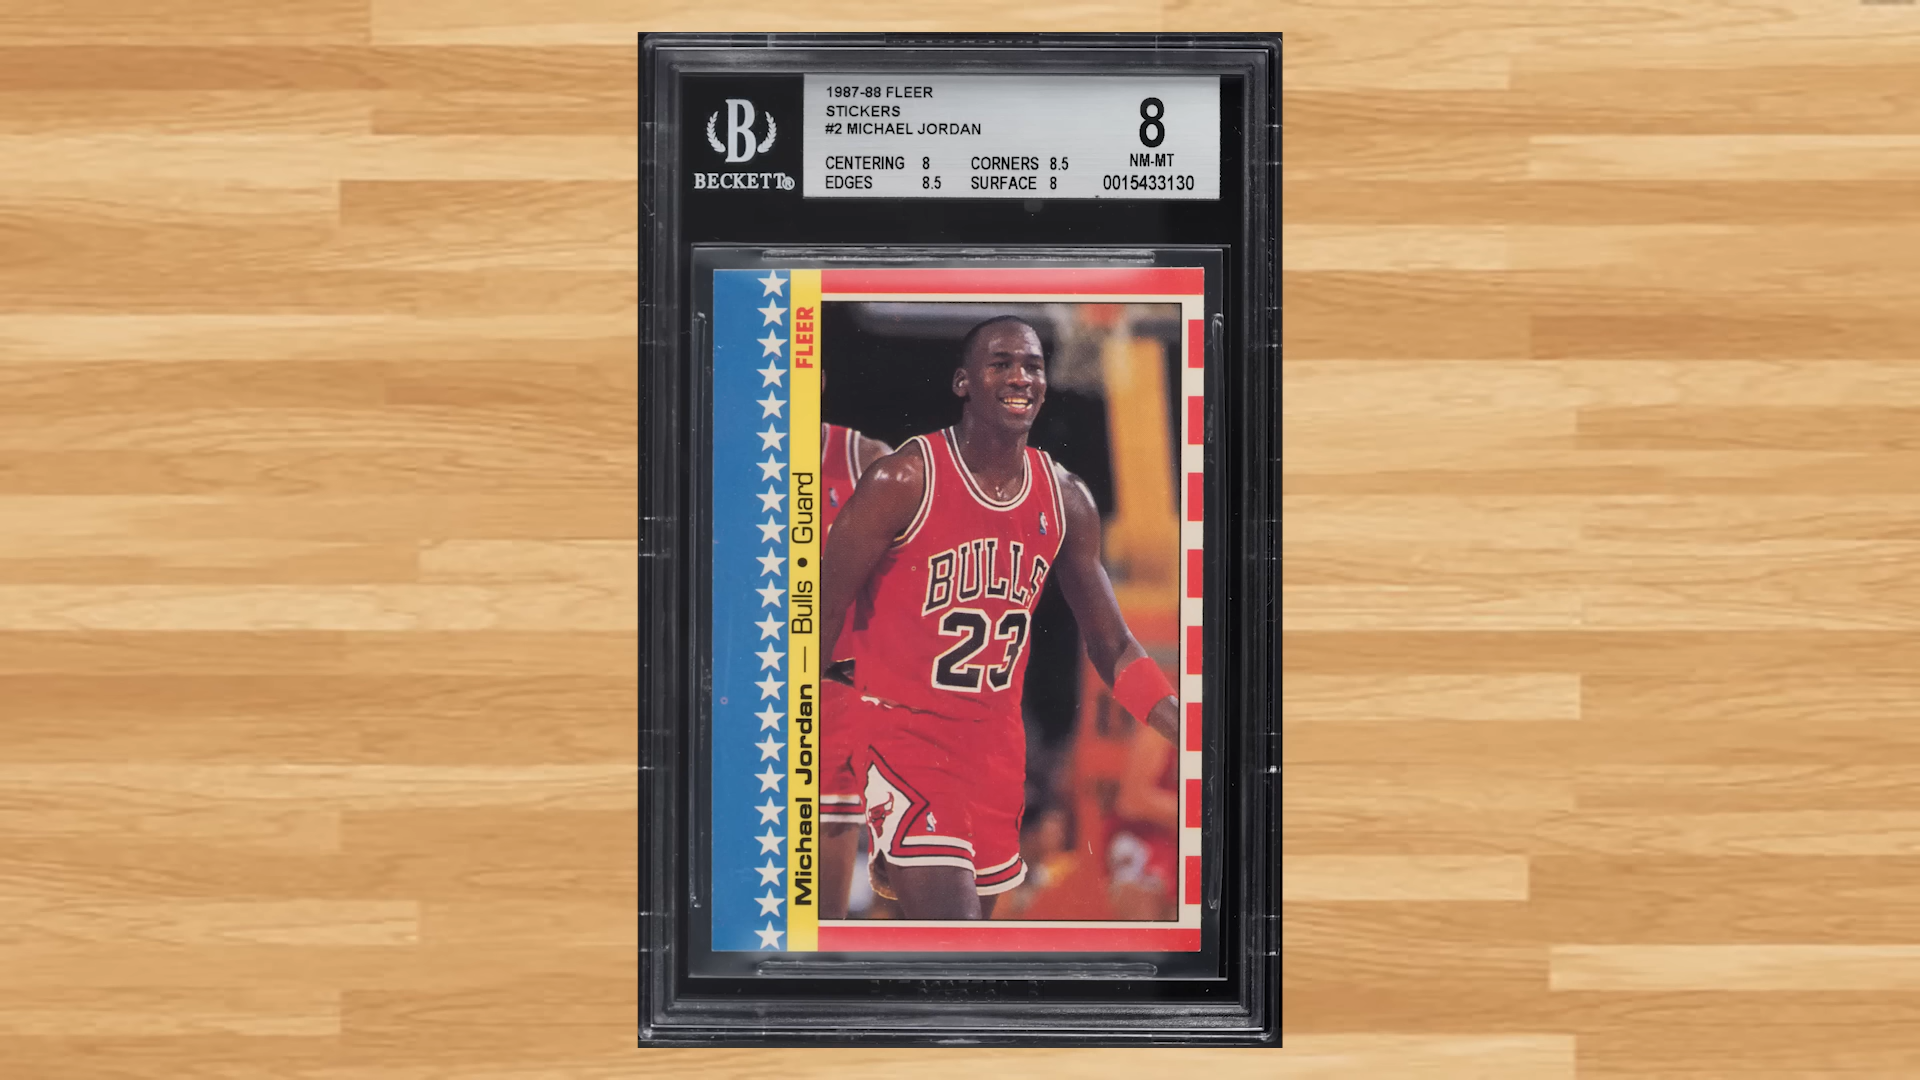 1987-88 FLEER
STICKERS
#2 MICHAEL JORDAN
CENTERING 8 CORNERS 8.5
EDGES 8.5 SURFACE 8
8
NM-MT
0015433130
B
BECKETT®
Michael Jordan — Bulls • Guard FLEER
BULLS
23